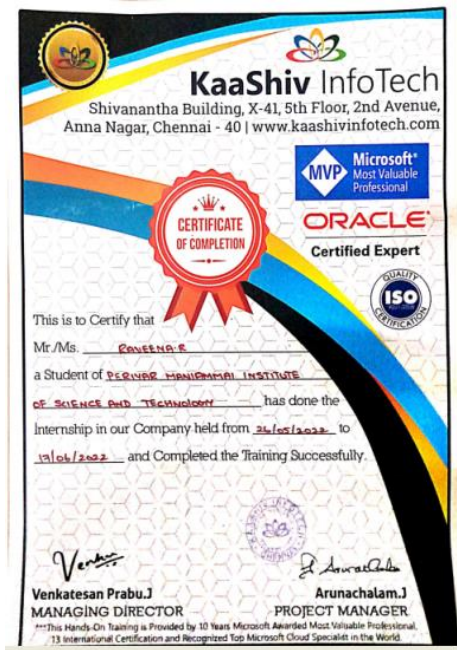 KaaShiv InfoTech
Shivanantha Building, X-41, 5th Floor, 2nd Avenue,
Anna Nagar, Chennai - 40 | www.kaashivinfotech.com
MVP
Microsoft®
Most Valuable
Professional
ORACLE®
Certified Expert
CERTIFICATE
OF COMPLETION
QUALITY
ISO
CERTIFICATION
This is to Certify that
Mr./Ms. RAVEENA.R
a Student of PERIYAR MANIAMMAI INSTITUTE
OF SCIENCE AND TECHNOLOGY has done the
Internship in our Company held from 26/05/2022 to
/06/2022 and Completed the Training Successfully.
Venkatesan Prabu.J
MANAGING DIRECTOR
Arunachalam.J
PROJECT MANAGER
***This Hands-On Training is Provided by 10 Years Microsoft Awarded Most Valuable Professional,
13 International Certification and Recognized Top Microsoft Cloud Specialist in the World.